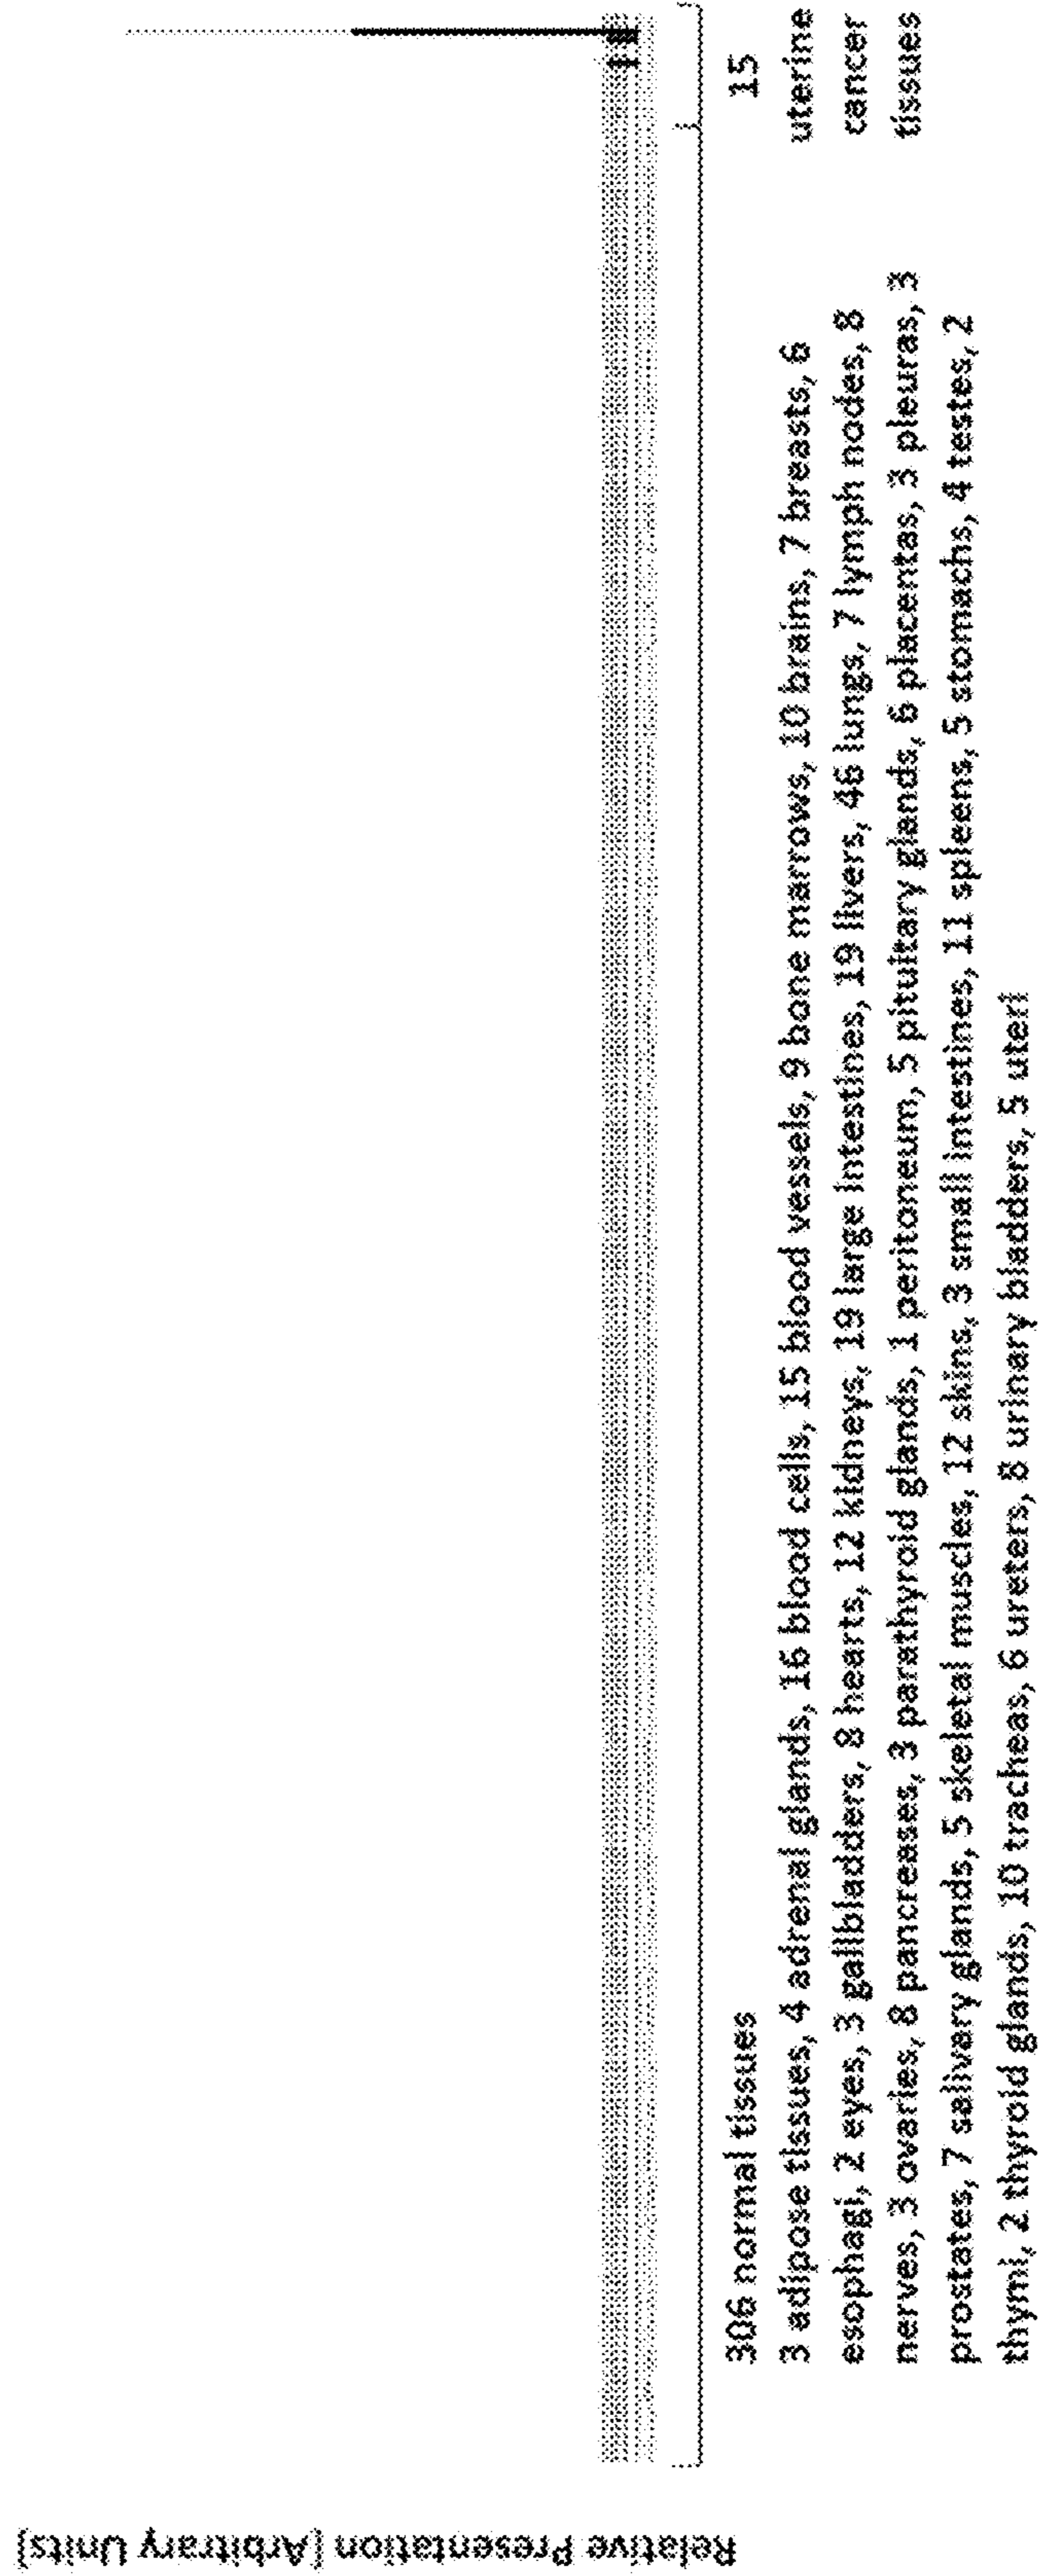 Relative Presentation [Arbitrary Units]
306 normal tissues
3 adipose tissues, 4 adrenal glands, 16 blood cells, 15 blood vessels, 9 bone marrows, 10 brains, 7 breasts, 6
esophagi, 2 eyes, 3 gallbladders, 8 hearts, 12 kidneys, 19 large intestines, 19 livers, 46 lungs, 7 lymph nodes, 8
nerves, 3 ovaries, 8 pancreases, 3 parathyroid glands, 1 peritoneum, 5 pituitary glands, 6 placentas, 3 pleuras, 3
prostates, 7 salivary glands, 5 skeletal muscles, 12 skins, 3 small intestines, 11 spleens, 5 stomachs, 4 testes, 2
thymi, 2 thyroid glands, 10 tracheas, 6 ureters, 8 urinary bladders, 5 uteri
15
uterine
cancer
tissues